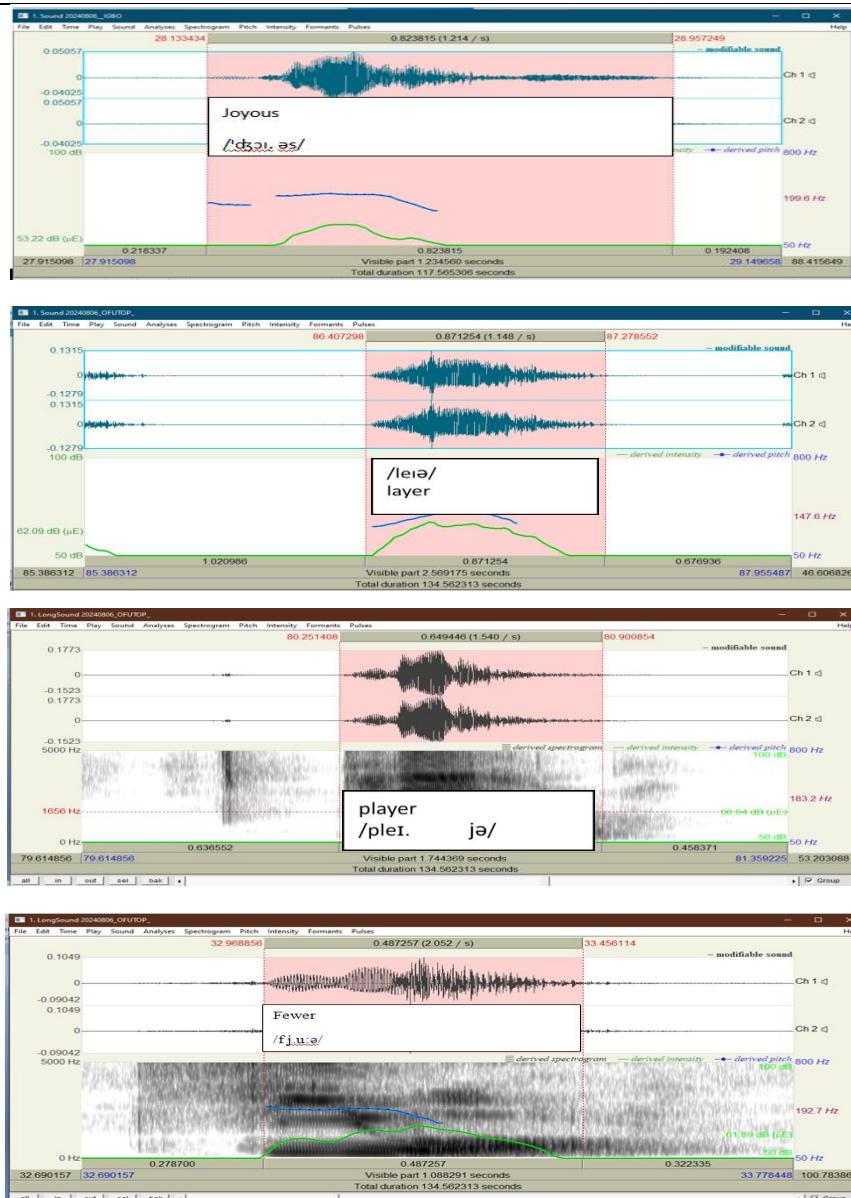 1. Sound 20240806__IGBO
File Edit Time Play Sound Analyses Spectrogram Pitch Intensity Formants Pulses Help
28.133434 0.823815 (1.214 / s) 28.957249
~ modifiable sound
0.05057
0 Ch 1
-0.04025
0.05057
0 Ch 2
-0.04025
Joyous
/ˈʤɔɪ. əs/
100 dB derived pitch 800 Hz
199.6 Hz
53.22 dB (µE) 50 Hz
0.218337 0.823815 0.192408
27.915098 27.915098 Visible part 1.234560 seconds 29.149658 88.415649
Total duration 117.565306 seconds
1. Sound 20240806_OFUTOP_
File Edit Time Play Sound Analyses Spectrogram Pitch Intensity Formants Pulses He
86.407298 0.871254 (1.148 / s) 87.278552
~ modifiable sound
0.1315
0 Ch 1
-0.1279
0.1315
0 Ch 2
-0.1279
100 dB derived intensity derived pitch 800 Hz
/leɪə/
layer
147.6 Hz
62.09 dB (µE)
50 dB 50 Hz
1.020986 0.871254 0.676936
85.386312 85.386312 Visible part 2.569175 seconds 87.955487 46.606826
Total duration 134.562313 seconds
1. LongSound 20240806_OFUTOP_
File Edit Time Play Sound Analyses Spectrogram Pitch Intensity Formants Pulses Help
80.251408 0.649446 (1.540 / s) 80.900854
~ modifiable sound
0.1773
0 Ch 1
-0.1523
0.1773
0 Ch 2
-0.1523
5000 Hz derived spectrogram derived intensity derived pitch 800 Hz
100 dB
183.2 Hz
1656 Hz 66.64 dB (µE)
player
/pleɪ. jə/
50 dB
0 Hz 50 Hz
0.636552 0.458371
79.614856 79.614856 Visible part 1.744369 seconds 81.359225 53.203088
Total duration 134.562313 seconds
all in out sel bak Group
1. LongSound 20240806_OFUTOP_
File Edit Time Play Sound Analyses Spectrogram Pitch Intensity Formants Pulses He
32.968856 0.487257 (2.052 / s) 33.456114
~ modifiable sound
0.1049
0 Ch 1
-0.09042
0.1049
0 Ch 2
-0.09042
Fewer
/fj.u:ə/
5000 Hz derived spectrogram derived intensity derived pitch 800 Hz
100 dB
192.7 Hz
61.89 dB (µE)
50 dB
0 Hz 50 Hz
0.278700 0.487257 0.322335
32.690157 32.690157 Visible part 1.088291 seconds 33.778448 100.78386
Total duration 134.562313 seconds
all in out sel bak Group